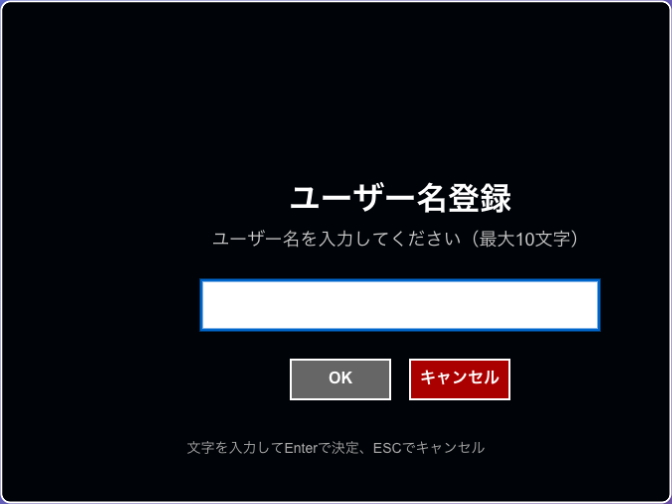 ユーザー名登録
ユーザー名を入力してください（最大10文字）
OK
キャンセル
文字を入力してEnterで決定、ESCでキャンセル